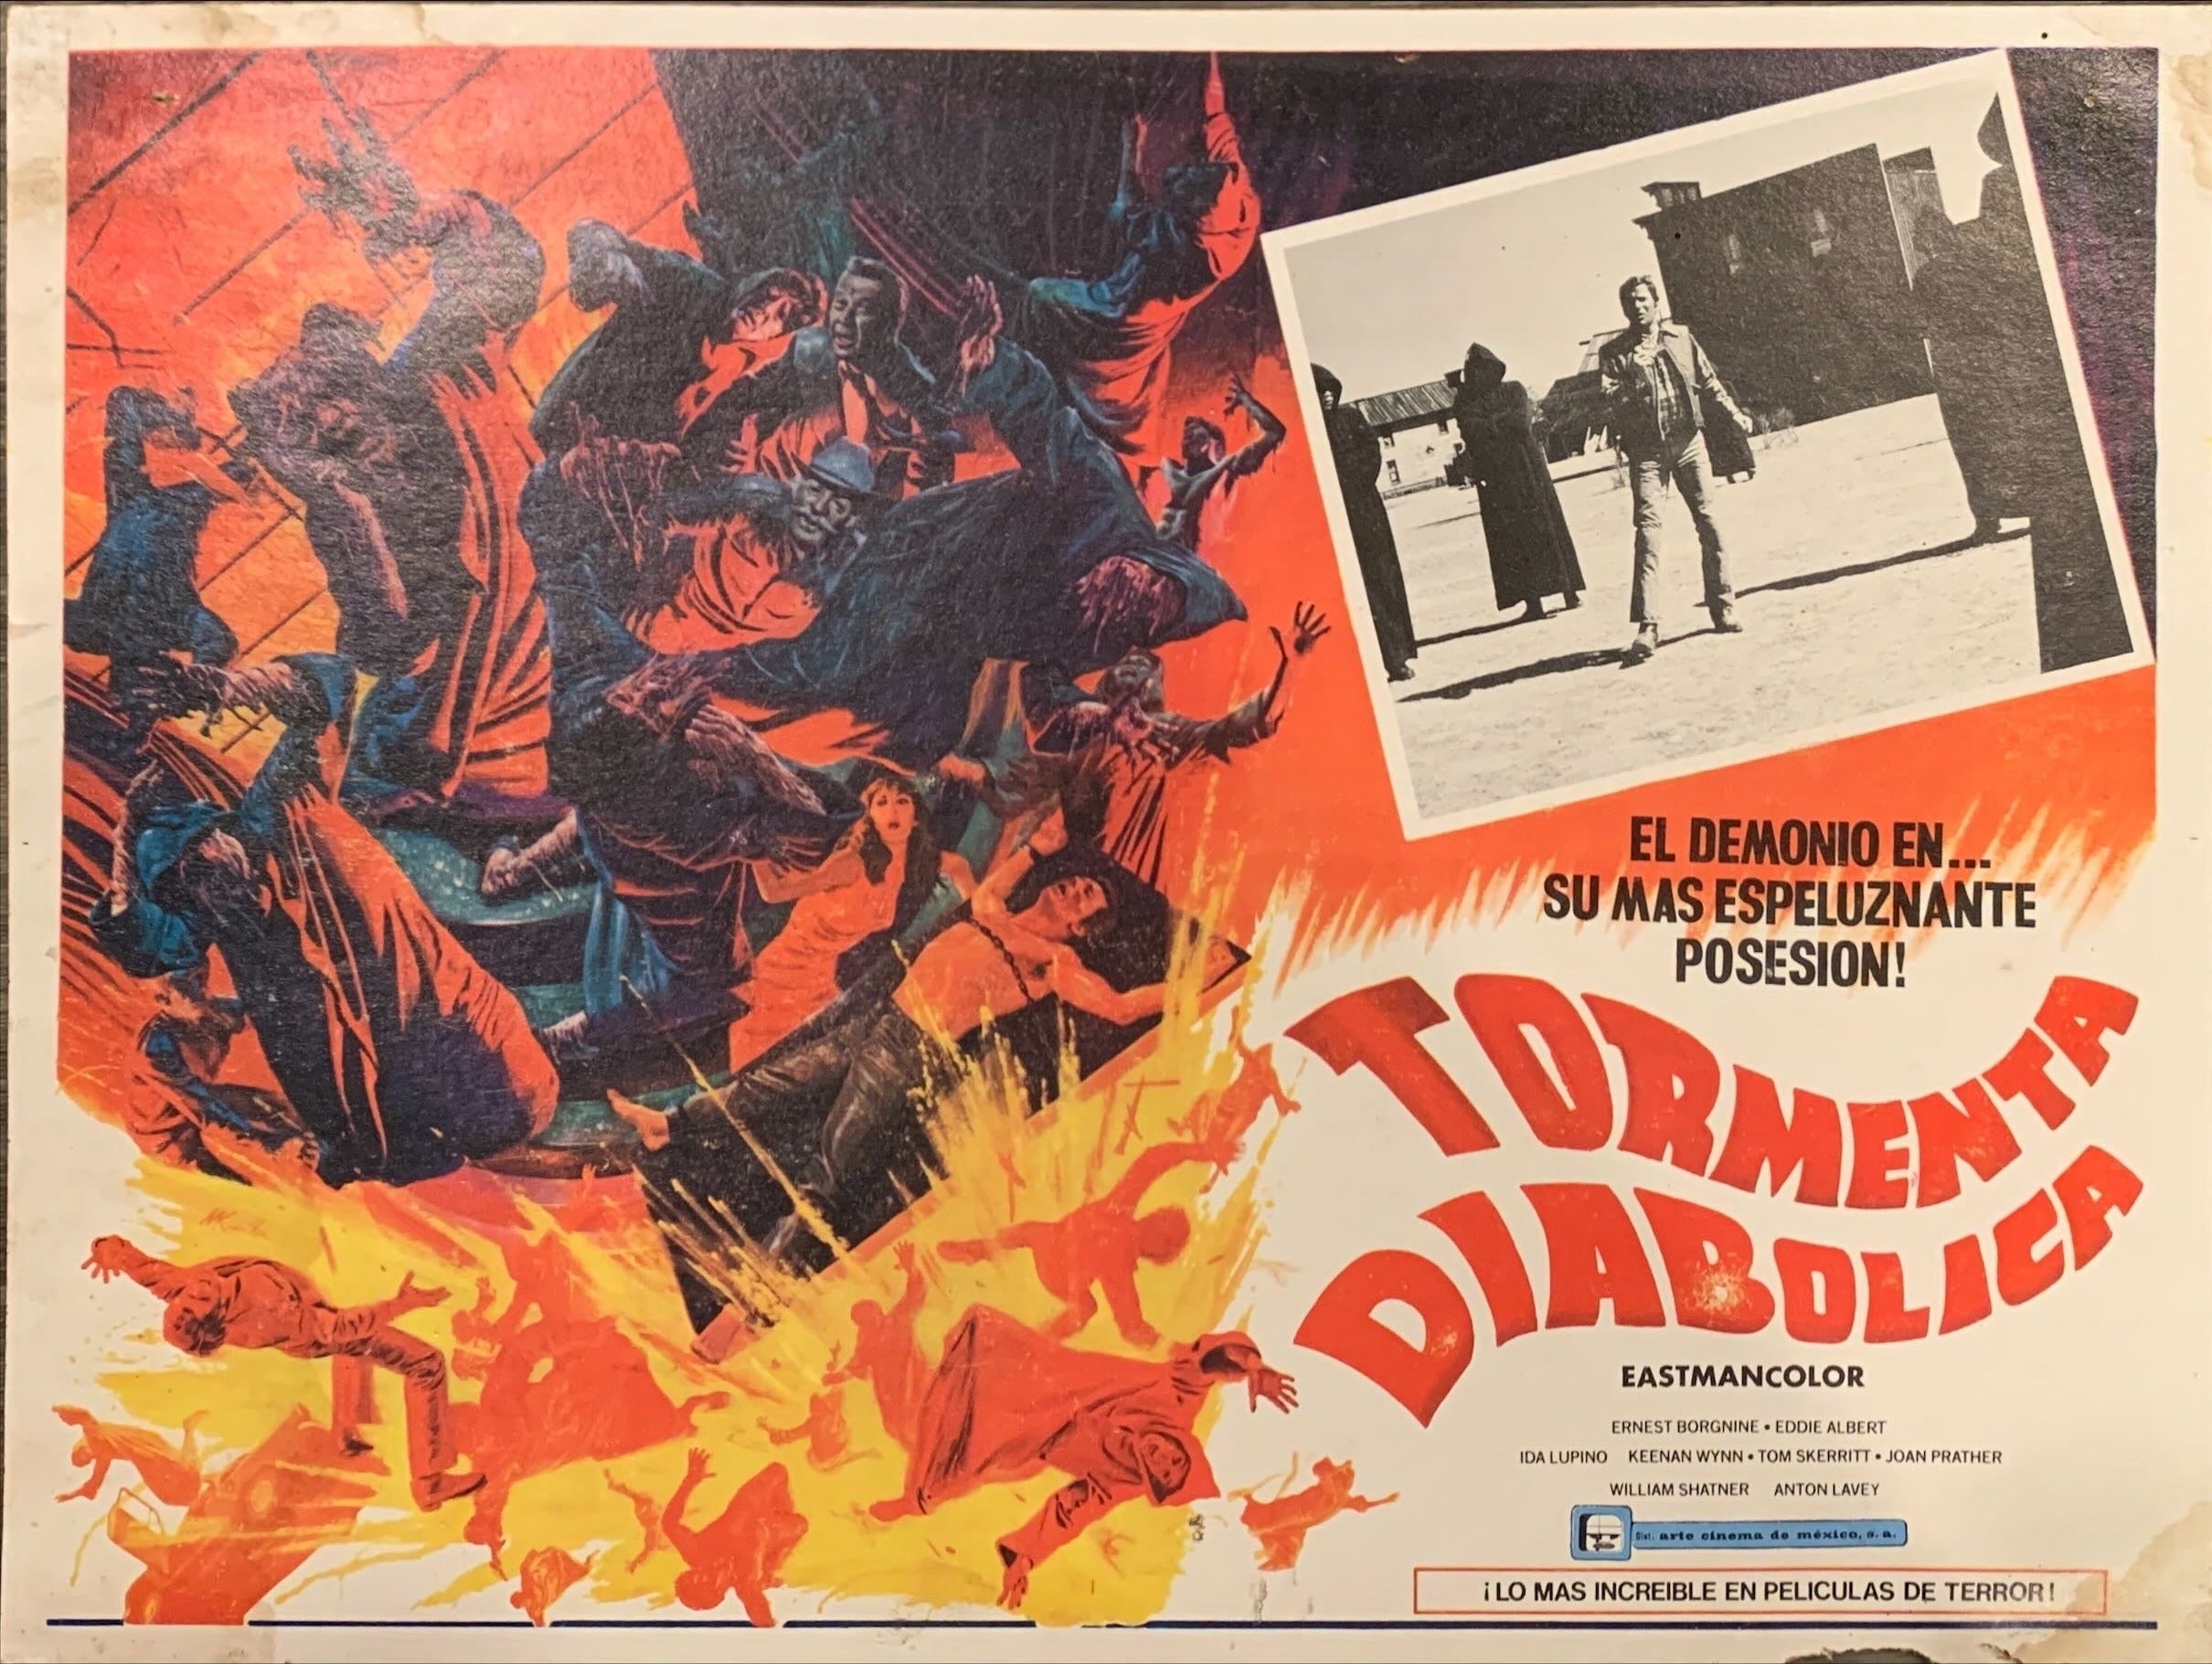 EL DEMONIO EN...
SU MAS ESPELUZNANTE
POSESION!
TORMENTA
DIABOLICA
EASTMANCOLOR
ERNEST BORGNINE • EDDIE ALBERT
IDA LUPINO KEENAN WYNN • TOM SKERRITT • JOAN PRATHER
WILLIAM SHATNER ANTON LAVEY
Dist. arte cinema de méxico, s. a.
¡LO MAS INCREIBLE EN PELICULAS DE TERROR!